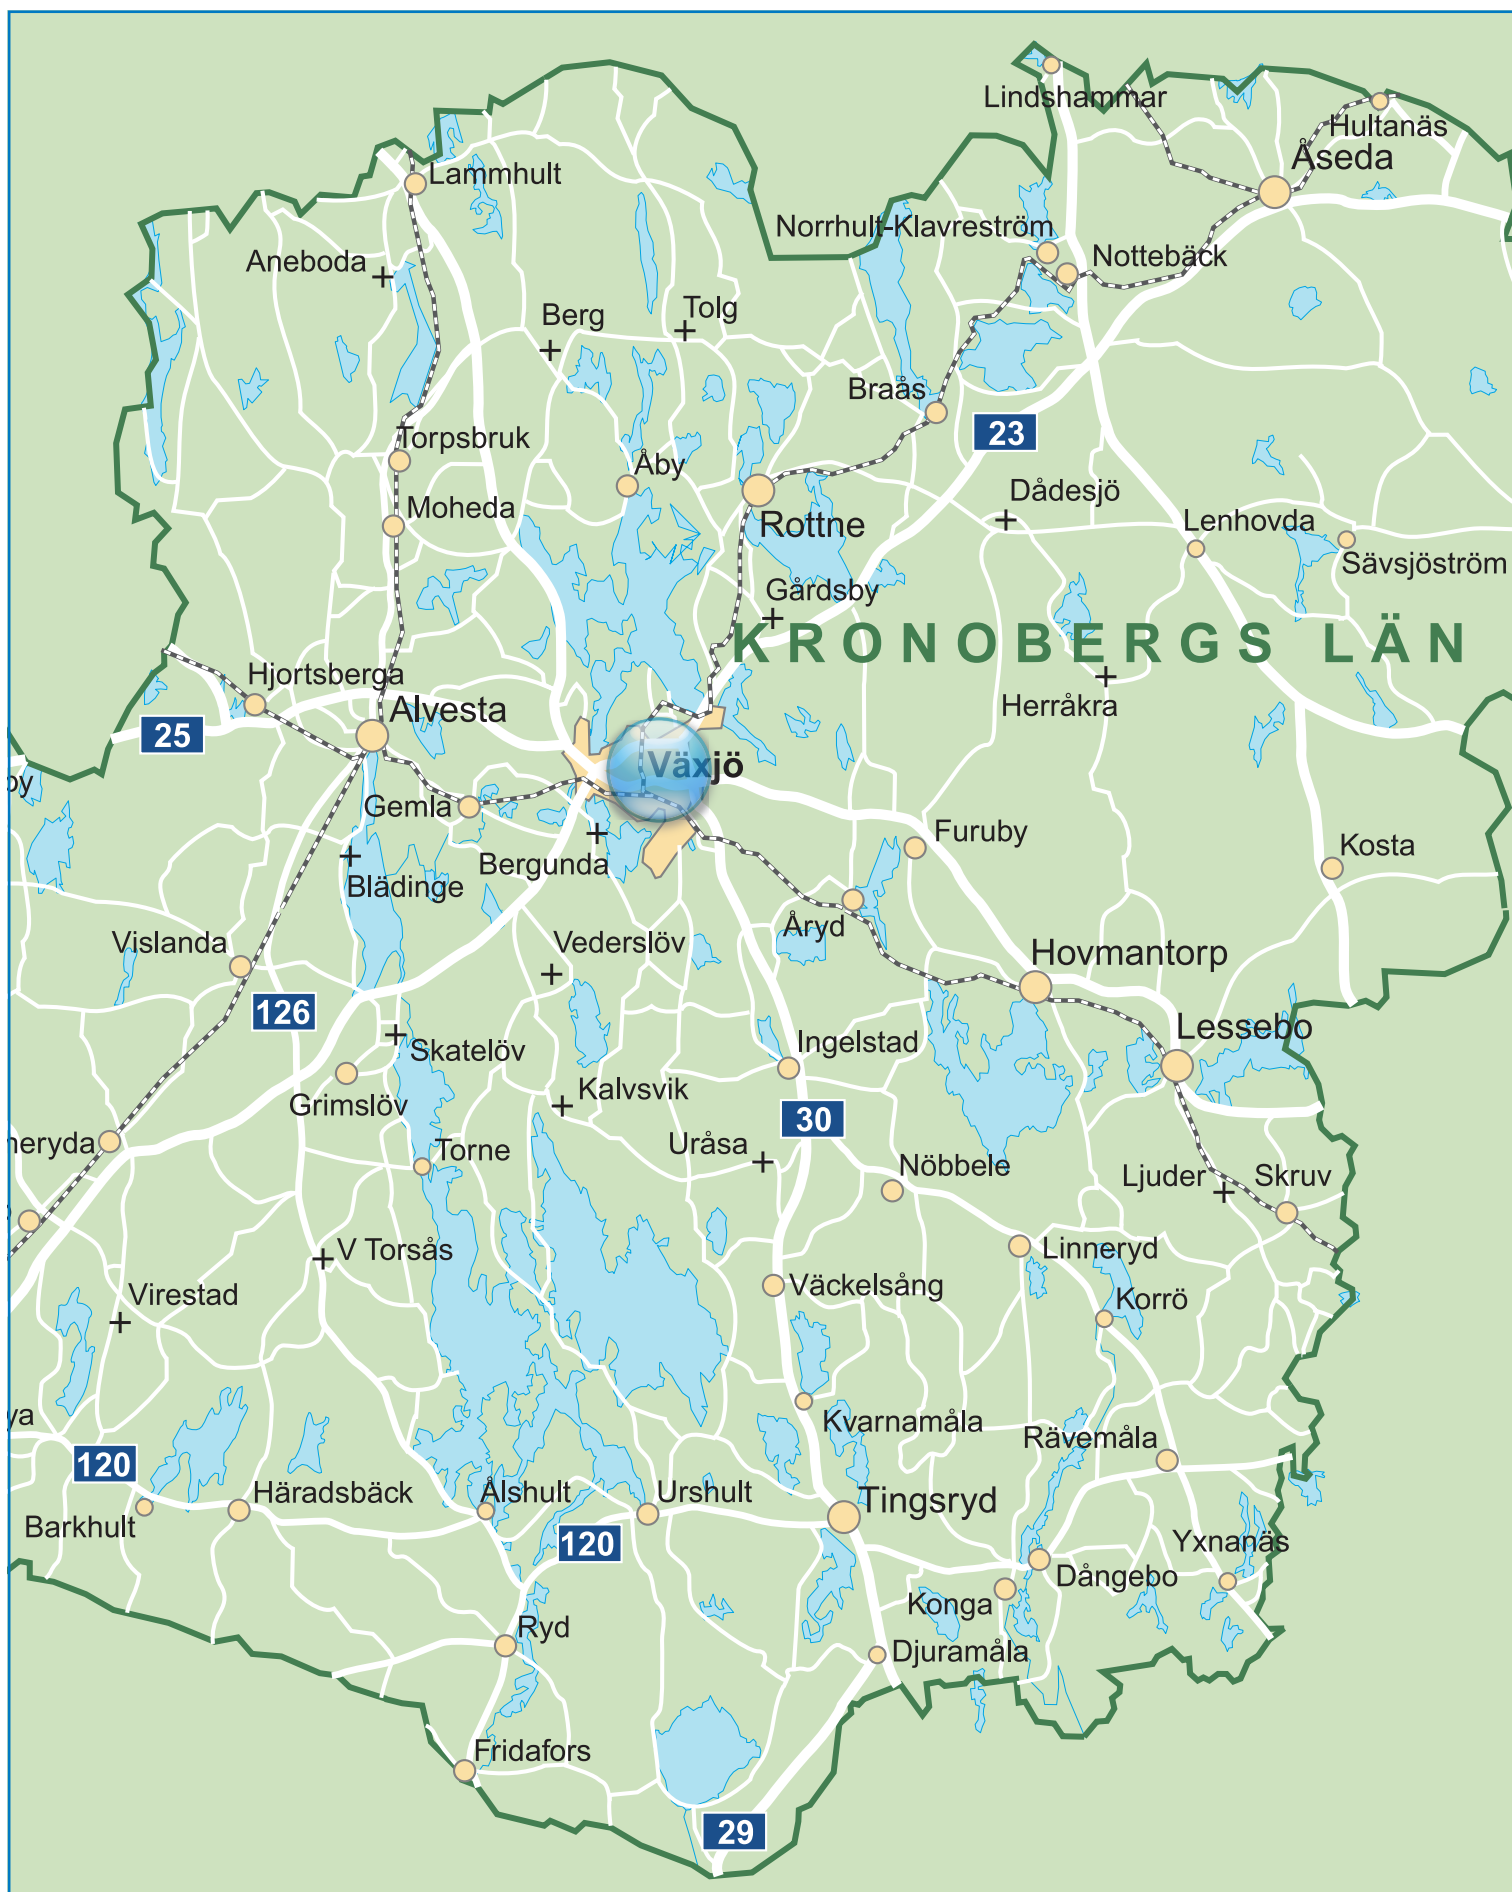 Lindshammar
Hultanäs
Åseda
Lammhult
Norrhult-Klavreström
Nottebäck
Aneboda
Berg
Tolg
Braås
23
Torpsbruk
Åby
Moheda
Rottne
Dådesjö
Lenhovda
Sävsjöström
Gårdsby
KRONOBERGS LÄN
Hjortsberga
Alvesta
Herråkra
25
Växjö
by
Gemla
Furuby
Bergunda
Kosta
Blädinge
Åryd
Vislanda
Vederslöv
Hovmantorp
126
Lessebo
Skatelöv
Ingelstad
Grimslöv
Kalvsvik
30
neryda
Torne
Uråsa
Nöbbele
Ljuder
Skruv
V Torsås
Linneryd
Virestad
Väckelsång
Korrö
ya
Kvarnamåla
Rävemåla
120
Häradsbäck
Ålshult
Urshult
Tingsryd
Barkhult
120
Yxnanäs
Dångebo
Konga
Ryd
Djuramåla
Fridafors
29